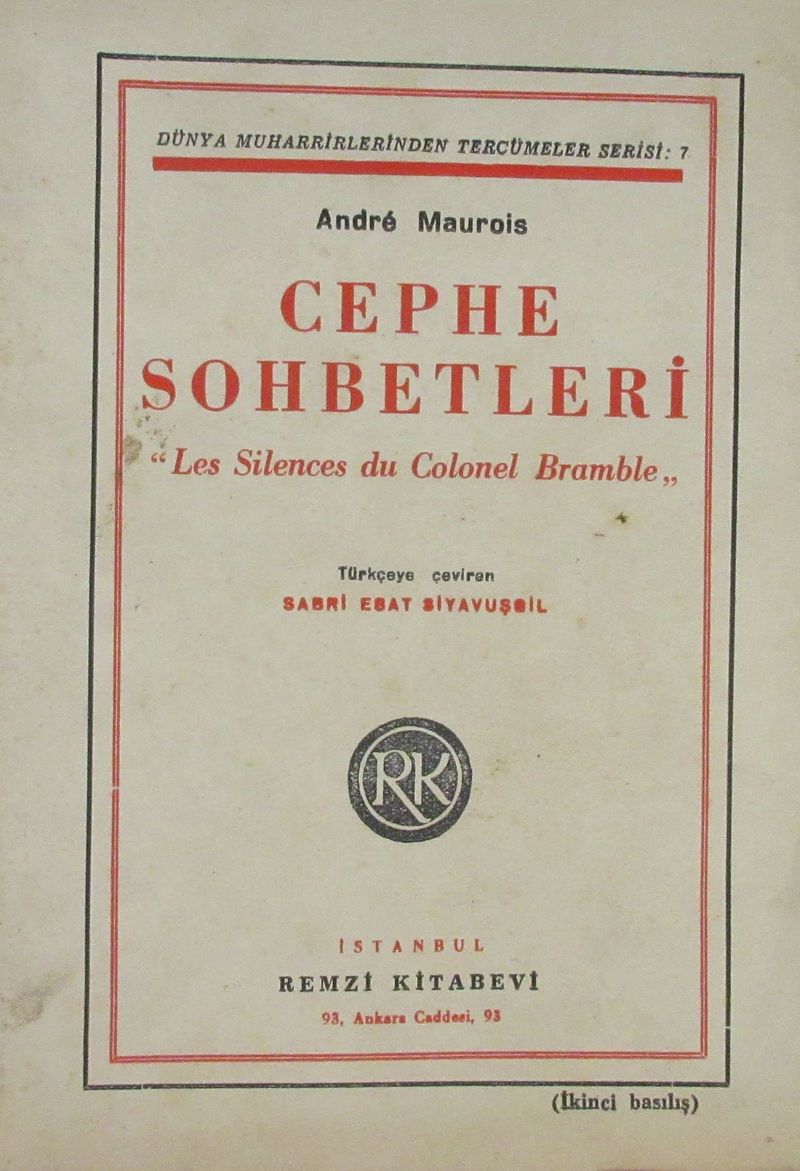 DÜNYA MUHARRİRLERİNDEN TERCÜMELER SERİSİ: 7
André Maurois
CEPHE
SOHBETLERİ
“Les Silences du Colonel Bramble„
Türkçeye çeviren
SABRİ ESAT SİYAVUŞGİL
RK
İSTANBUL
REMZİ KİTABEVİ
93, Ankara Caddesi, 93
(İkinci basılış)